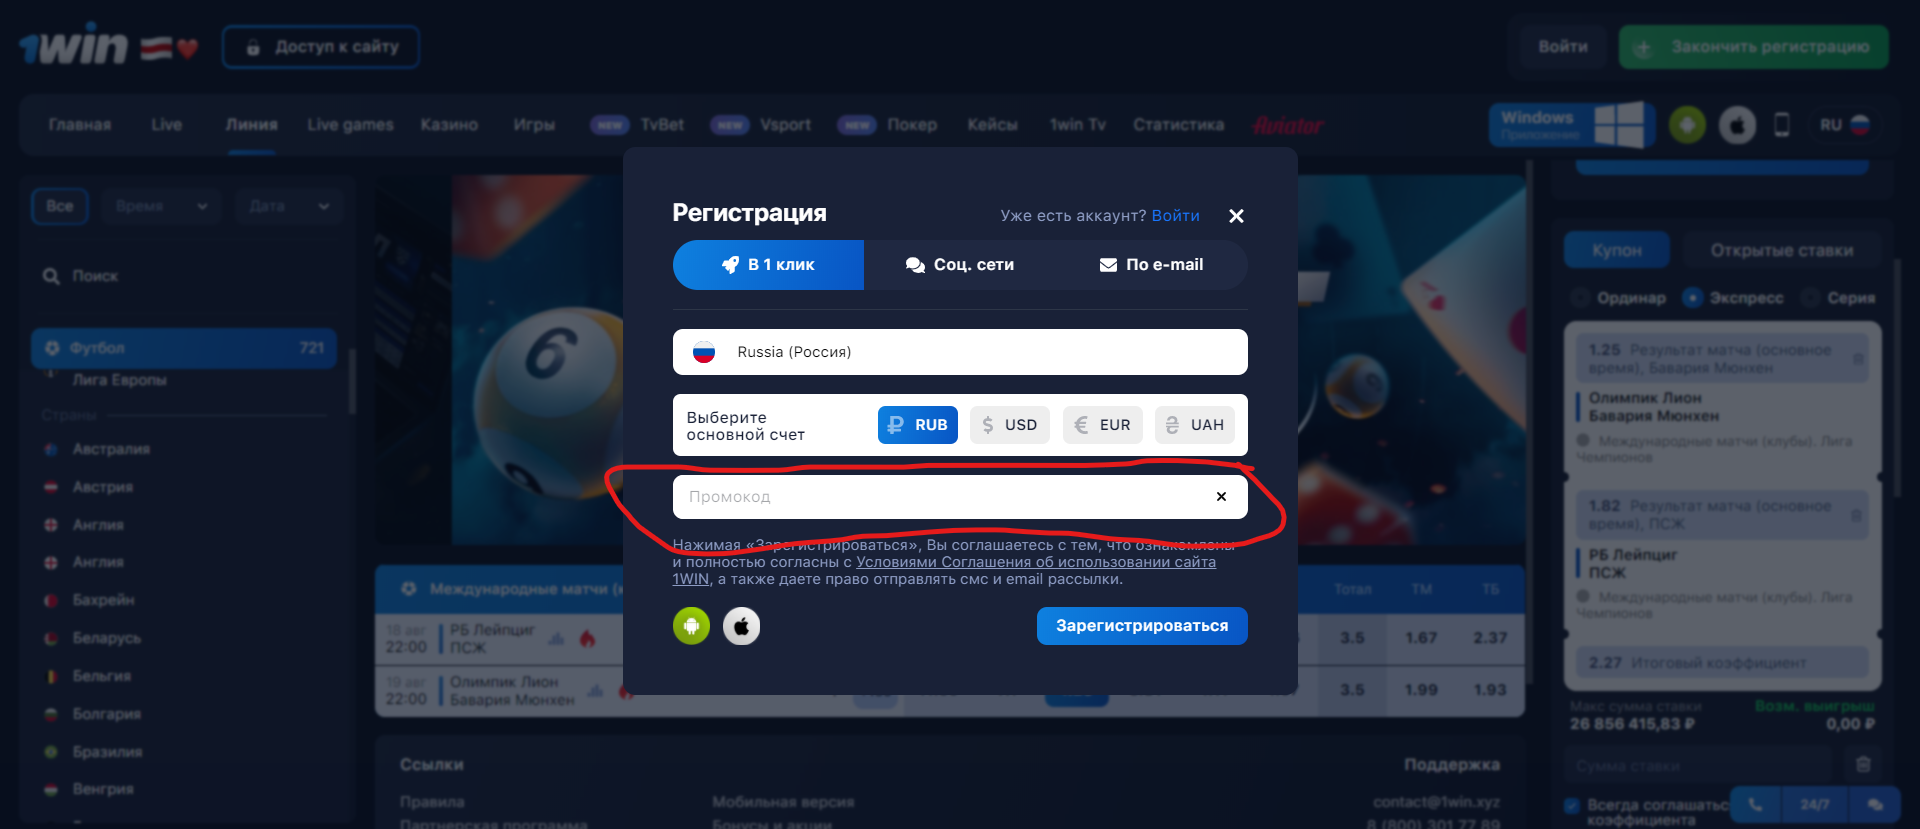 1win
Доступ к сайту
Войти
Закончить регистрацию
Главная
Live
Линия
Live games
Казино
Игры
NEW TvBet
NEW Vsport
NEW Покер
Кейсы
1win Tv
Статистика
Aviator
Windows
Приложение
RU
Все
Время
Дата
Поиск
Футбол 721
Лига Европы
Страны
Австралия
Австрия
Англия
Англия
Бахрейн
Беларусь
Бельгия
Болгария
Бразилия
Венгрия
6
9
Регистрация
Уже есть аккаунт? Войти
В 1 клик
Соц. сети
По e-mail
Russia (Россия)
Выберите
основной счет
₽ RUB
$ USD
€ EUR
₴ UAH
Промокод
Нажимая «Зарегистрироваться», Вы соглашаетесь с тем, что ознакомлены
и полностью согласны с Условиями Соглашения об использовании сайта
1WIN, а также даете право отправлять смс и email рассылки.
Зарегистрироваться
Международные матчи (к
Тотал
ТМ
ТБ
18 авг
22:00
РБ Лейпциг
ПСЖ
3.5
1.67
2.37
19 авг
22:00
Олимпик Лион
Бавария Мюнхен
3.5
1.99
1.93
Ссылки
Поддержка
Правила
Мобильная версия
contact@1win.xyz
Партнерская программа
Бонусы и акции
8 (800) 301 77 89
Купон
Открытые ставки
Ординар
Экспресс
Серия
1.25 Результат матча (основное
время), Бавария Мюнхен
Олимпик Лион
Бавария Мюнхен
Международные матчи (клубы). Лига
Чемпионов
1.82 Результат матча (основное
время), ПСЖ
РБ Лейпциг
ПСЖ
Международные матчи (клубы). Лига
Чемпионов
2.27 Итоговый коэффициент
Макс сумма ставки
Возм. выигрыш
26 856 415,83 ₽
0,00 ₽
Сумма ставки
Всегда соглашатьс
коэффициента
24/7